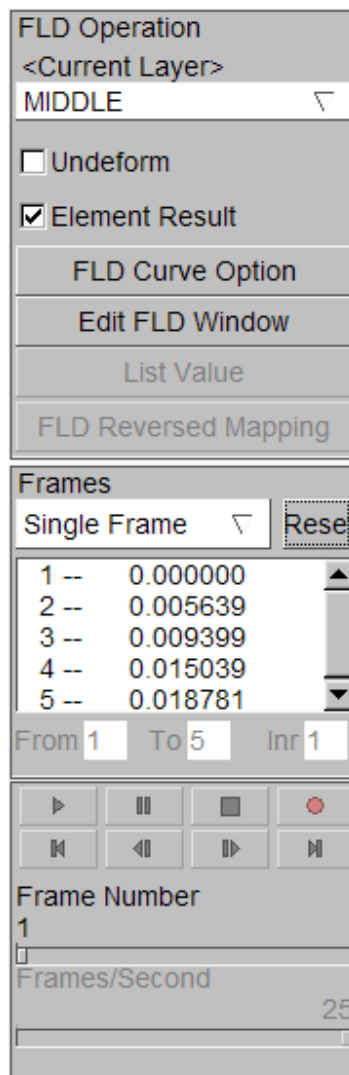 FLD Operation
<Current Layer>
MIDDLE
Undeform
Element Result
FLD Curve Option
Edit FLD Window
List Value
FLD Reversed Mapping
Frames
Single Frame Rese
1 -- 0.000000
2 -- 0.005639
3 -- 0.009399
4 -- 0.015039
5 -- 0.018781
From 1 To 5 Inr 1
Frame Number
1
Frames/Second
25